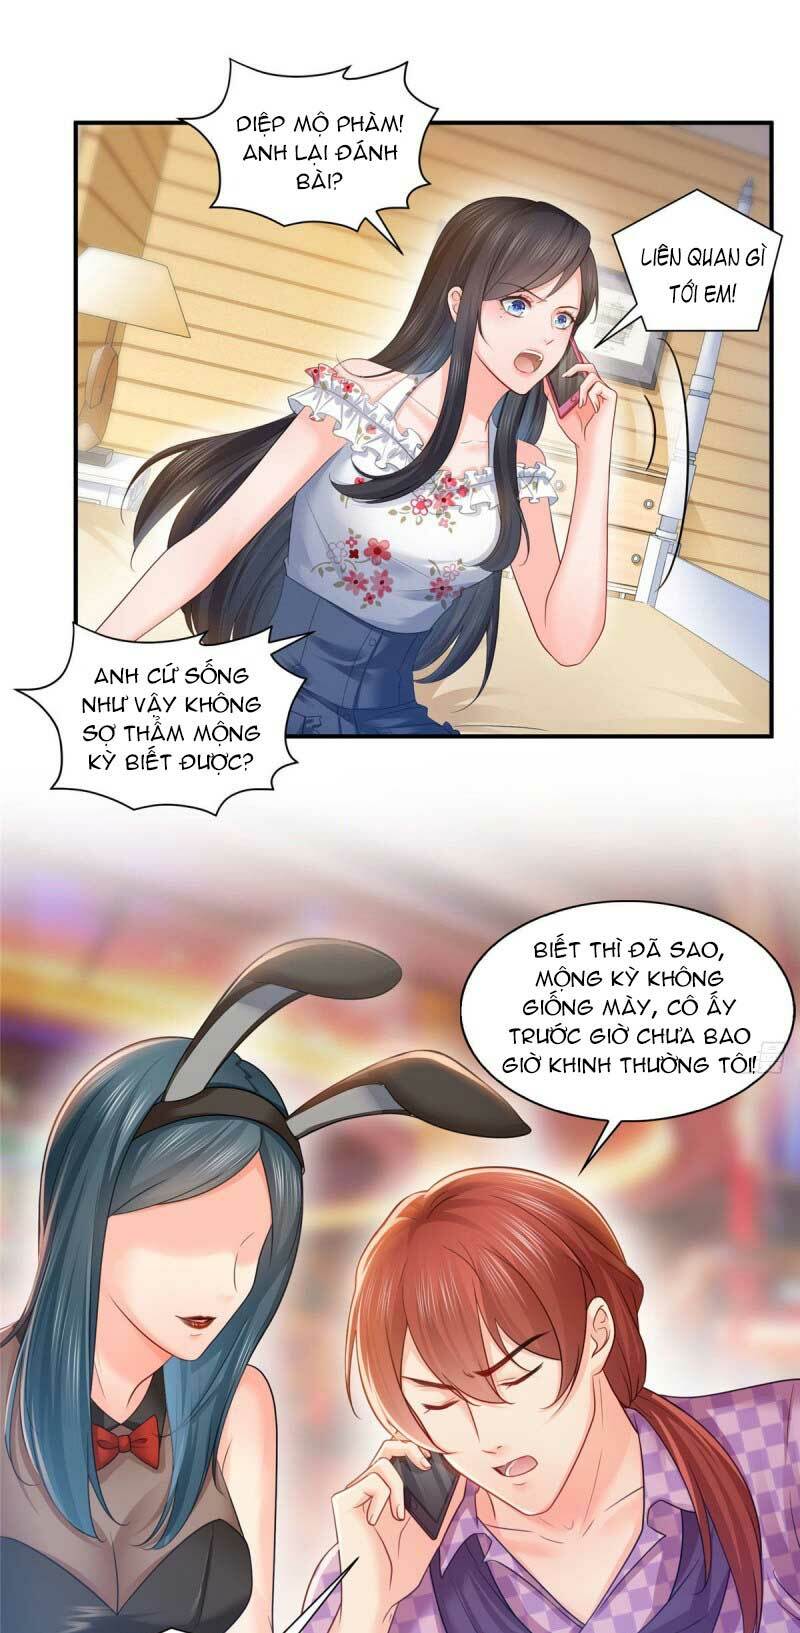 DIỆP MỘ PHÀM!
ANH LẠI ĐÁNH
BÀI?
LIÊN QUAN GÌ
TỚI EM!
ANH CỨ SỐNG
NHƯ VẬY KHÔNG
SỢ THẨM MỘNG
KỲ BIẾT ĐƯỢC?
BIẾT THÌ ĐÃ SAO,
MỘNG KỲ KHÔNG
GIỐNG MÀY, CÔ ẤY
TRƯỚC GIỜ CHƯA BAO
GIỜ KHINH THƯỜNG TÔI!